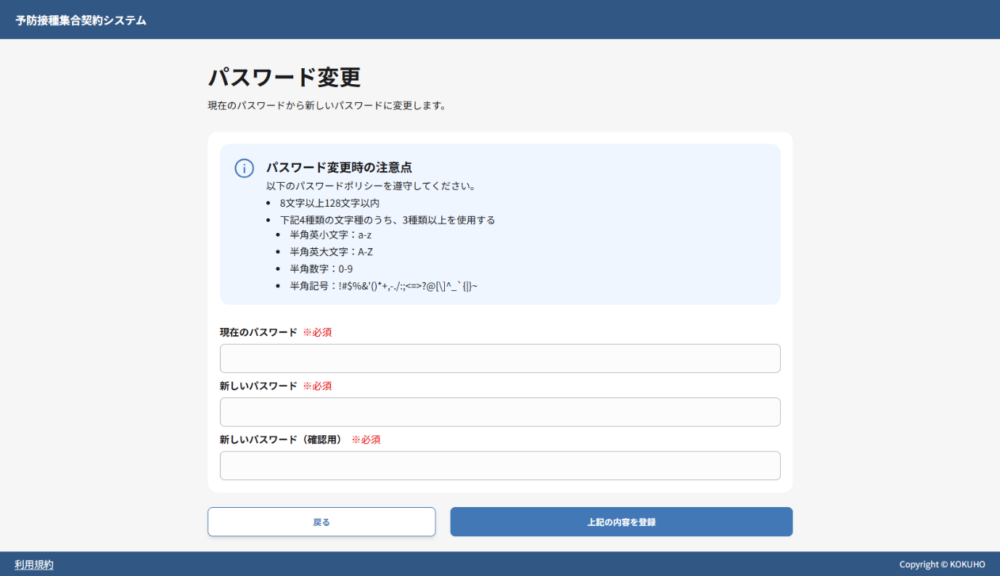 予防接種集合契約システム
パスワード変更
現在のパスワードから新しいパスワードに変更します。
パスワード変更時の注意点
以下のパスワードポリシーを遵守してください。
• 8文字以上128文字以内
• 下記4種類の文字種のうち、3種類以上を使用する
• 半角英小文字：a-z
• 半角英大文字：A-Z
• 半角数字：0-9
• 半角記号：!#$%&'()*+,-./:;<=>?@[\]^_`{|}~
現在のパスワード ※必須
新しいパスワード ※必須
新しいパスワード（確認用） ※必須
戻る
上記の内容を登録
利用規約
Copyright © KOKUHO